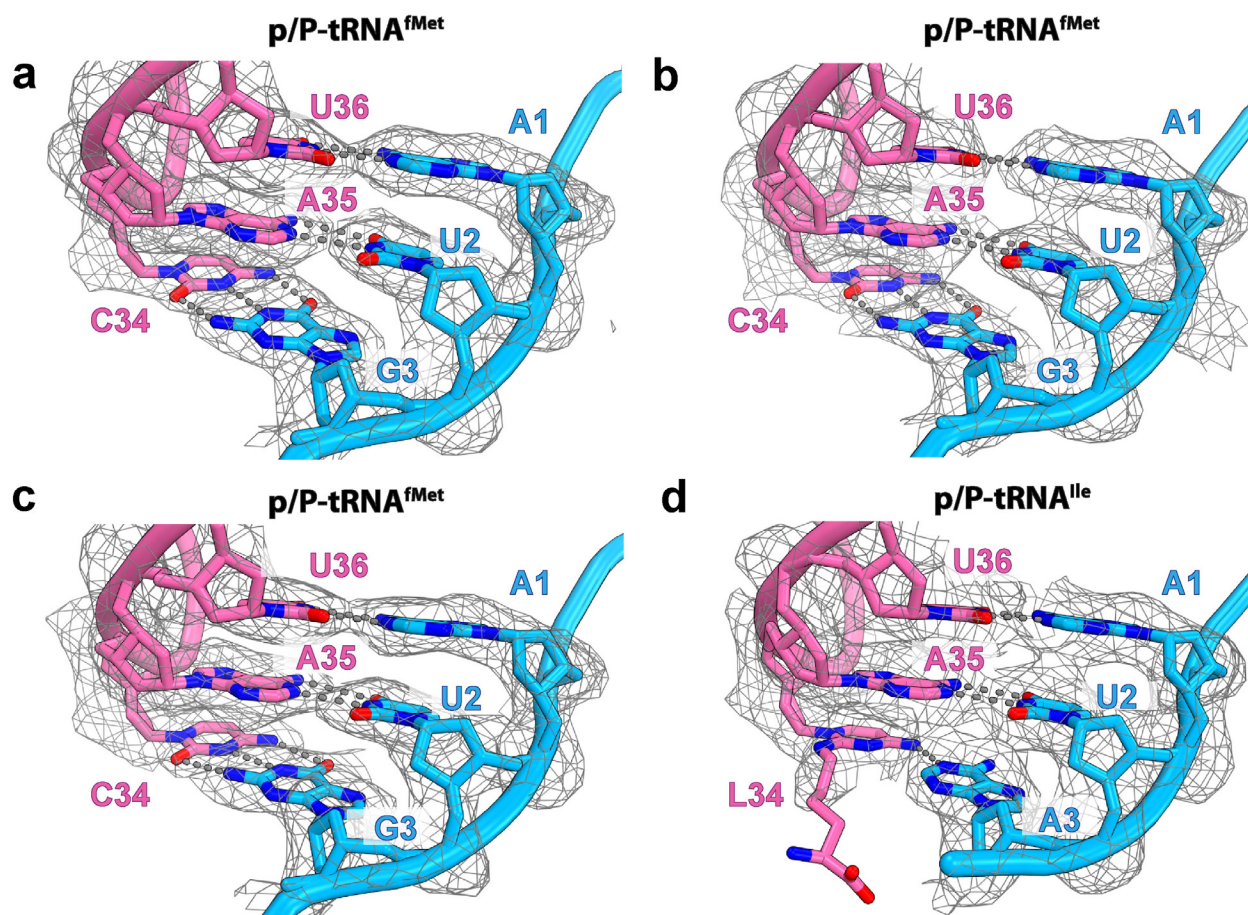 a
p/P-tRNAfMet
U36
A1
A35
U2
C34
G3
b
p/P-tRNAfMet
U36
A1
A35
U2
C34
G3
c
p/P-tRNAfMet
U36
A1
A35
U2
C34
G3
d
p/P-tRNAIle
U36
A1
A35
U2
L34
A3